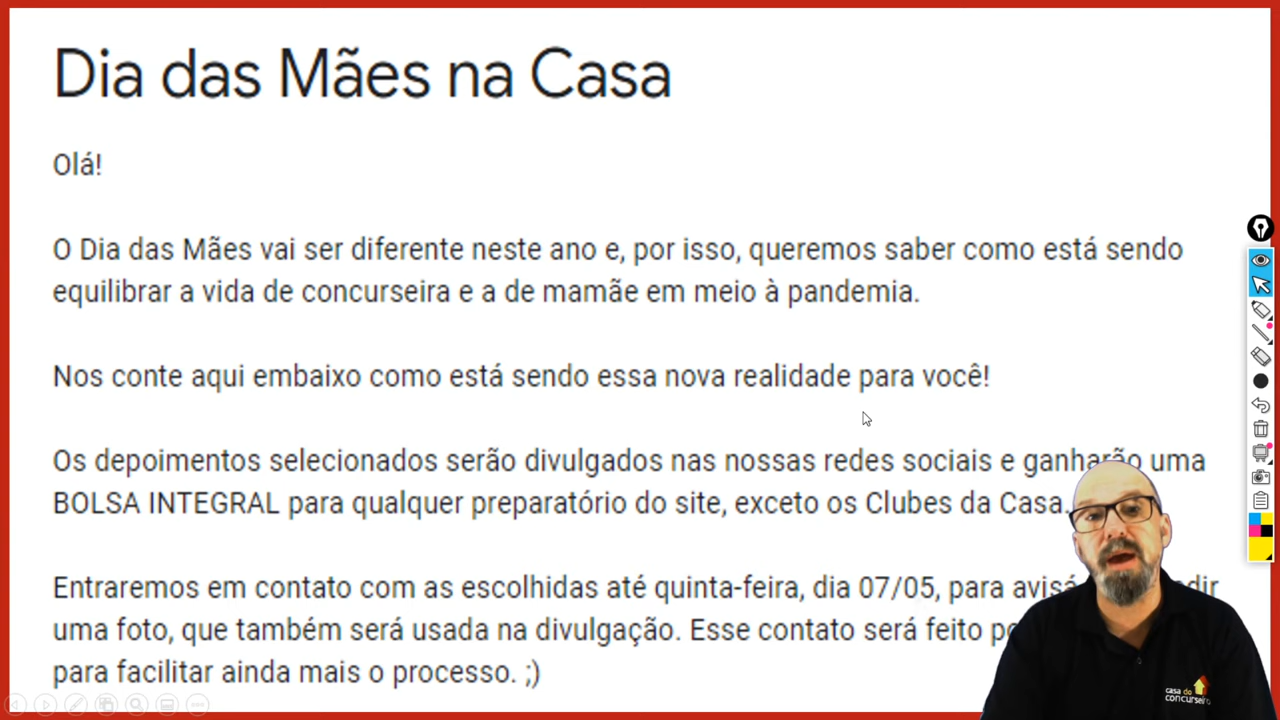 Dia das Mães na Casa
Olá!
O Dia das Mães vai ser diferente neste ano e, por isso, queremos saber como está sendo
equilibrar a vida de concurseira e a de mamãe em meio à pandemia.
Nos conte aqui embaixo como está sendo essa nova realidade para você!
Os depoimentos selecionados serão divulgados nas nossas redes sociais e ganharão uma
BOLSA INTEGRAL para qualquer preparatório do site, exceto os Clubes da Casa.
Entraremos em contato com as escolhidas até quinta-feira, dia 07/05, para
uma foto, que também será usada na divulgação. Esse contato será feito
para facilitar ainda mais o processo. ;)
casa do
concurseiro